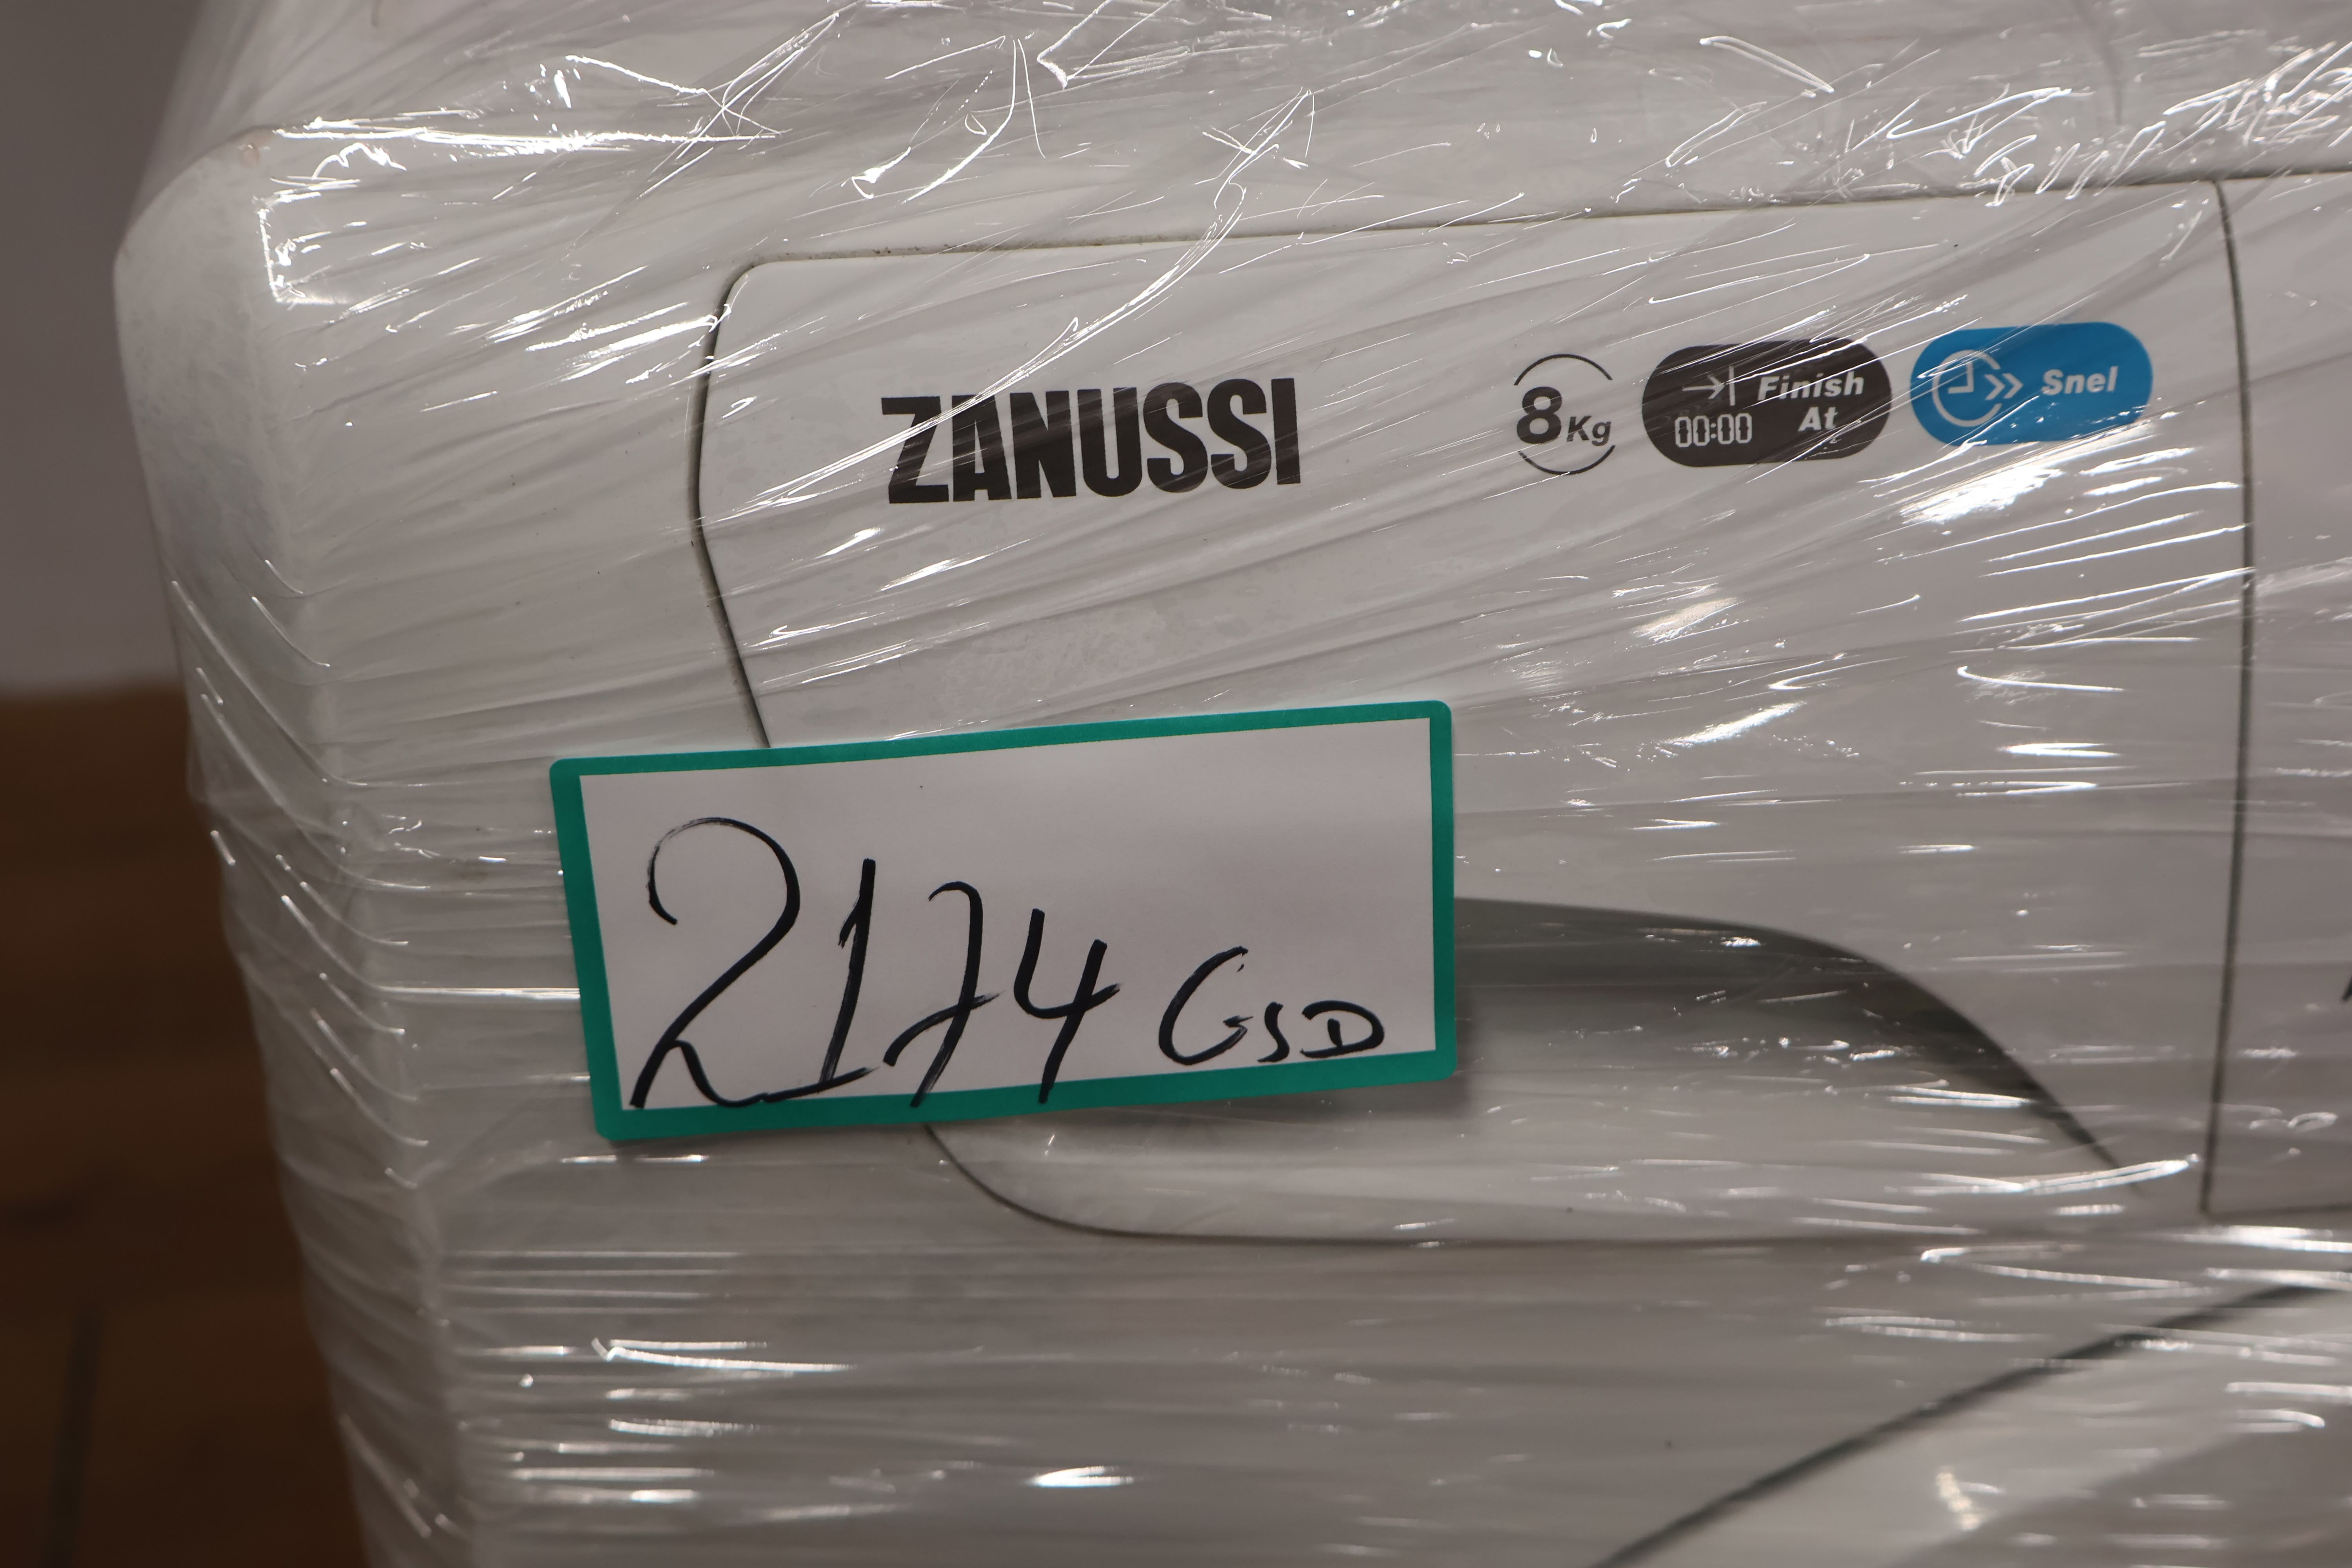 ZANUSSI
8Kg
Finish
00:00 At
Snel
2174 GSD